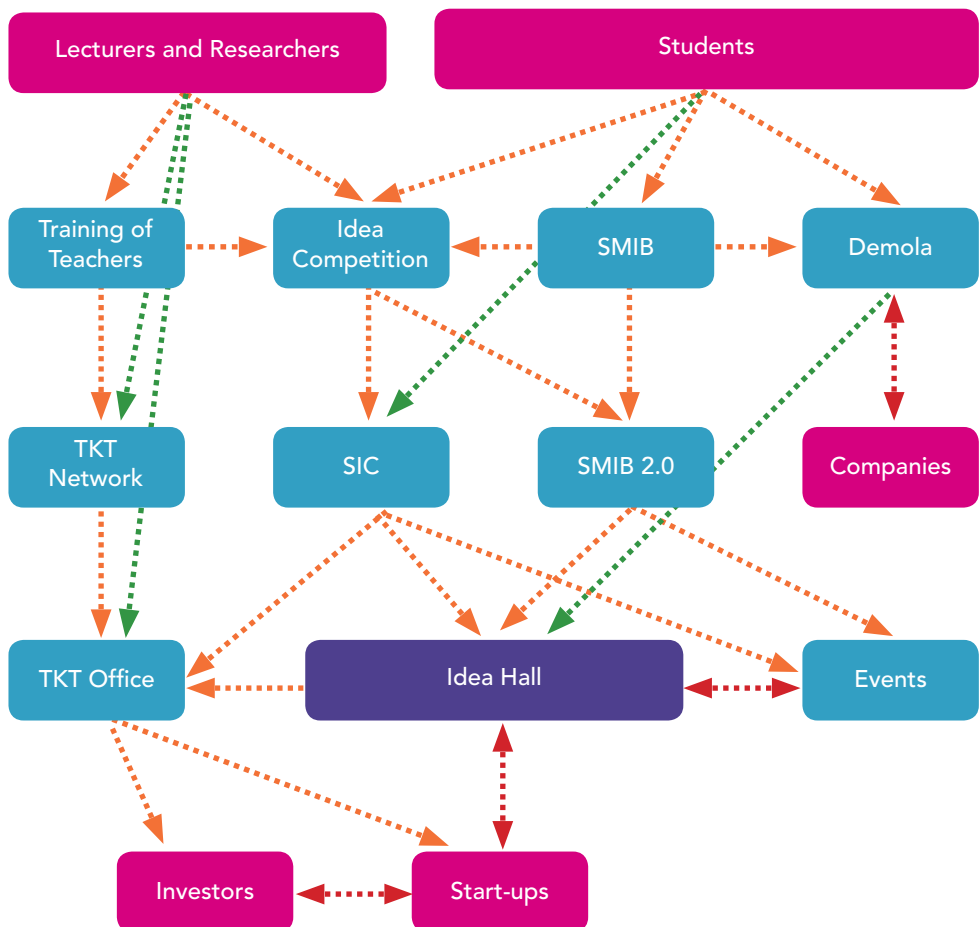 Lecturers and Researchers
Students
Training of
Teachers
Idea
Competition
SMIB
Demola
TKT
Network
SIC
SMIB 2.0
Companies
TKT Office
Idea Hall
Events
Investors
Start-ups